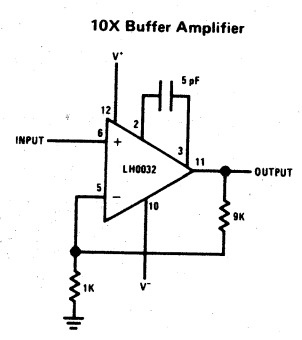 10X Buffer Amplifier
V+
5 pF
12
2
INPUT
6
+
3
LH0032
11
OUTPUT
5
−
10
9K
1K
V−